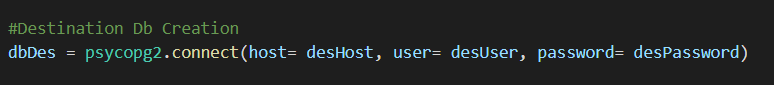 #Destination Db Creation
dbDes = psycopg2.connect(host= desHost, user= desUser, password= desPassword)